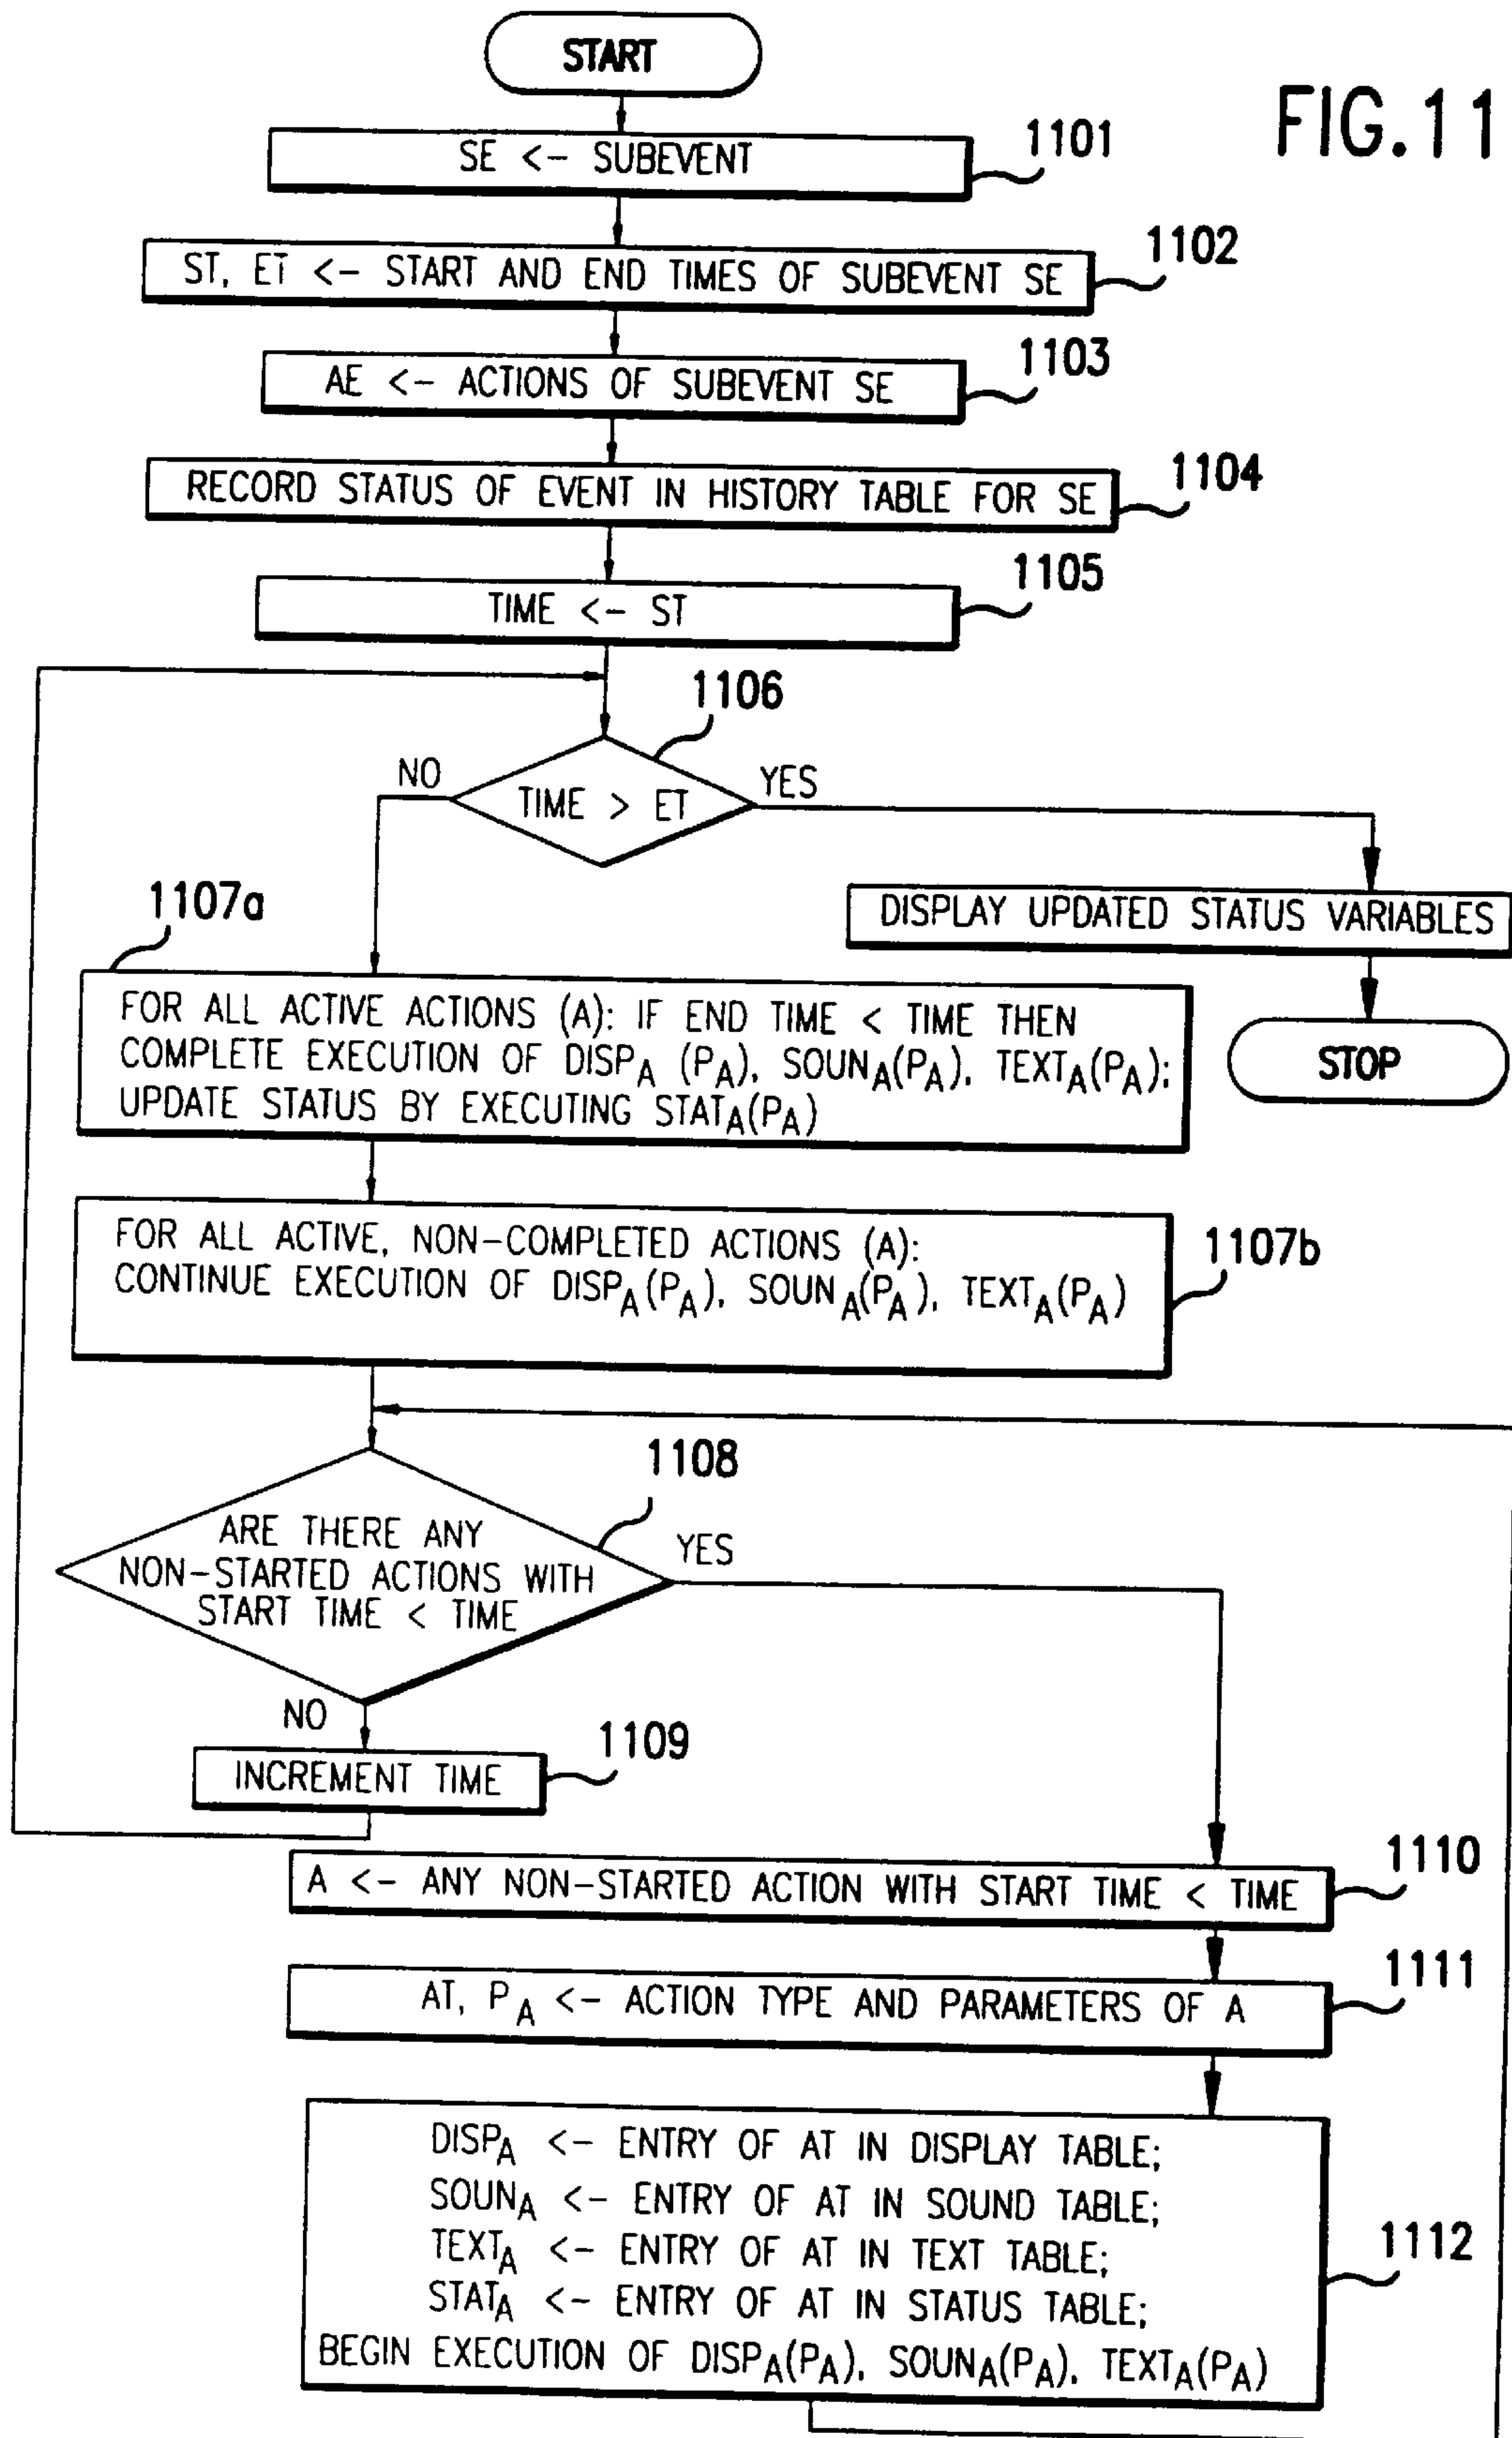 START
FIG.11
SE <- SUBEVENT
1101
ST, ET <- START AND END TIMES OF SUBEVENT SE
1102
AE <- ACTIONS OF SUBEVENT SE
1103
RECORD STATUS OF EVENT IN HISTORY TABLE FOR SE
1104
TIME <- ST
1105
1106
NO
TIME > ET
YES
1107a
DISPLAY UPDATED STATUS VARIABLES
FOR ALL ACTIVE ACTIONS (A): IF END TIME < TIME THEN
COMPLETE EXECUTION OF DISPA (PA), SOUNA(PA), TEXTA(PA);
UPDATE STATUS BY EXECUTING STATA(PA)
STOP
FOR ALL ACTIVE, NON-COMPLETED ACTIONS (A):
CONTINUE EXECUTION OF DISPA(PA), SOUNA(PA), TEXTA(PA)
1107b
1108
ARE THERE ANY
NON-STARTED ACTIONS WITH
START TIME < TIME
YES
NO
INCREMENT TIME
1109
A <- ANY NON-STARTED ACTION WITH START TIME < TIME
1110
AT, PA <- ACTION TYPE AND PARAMETERS OF A
1111
DISPA <- ENTRY OF AT IN DISPLAY TABLE;
SOUNA <- ENTRY OF AT IN SOUND TABLE;
TEXTA <- ENTRY OF AT IN TEXT TABLE;
STATA <- ENTRY OF AT IN STATUS TABLE;
BEGIN EXECUTION OF DISPA(PA), SOUNA(PA), TEXTA(PA)
1112